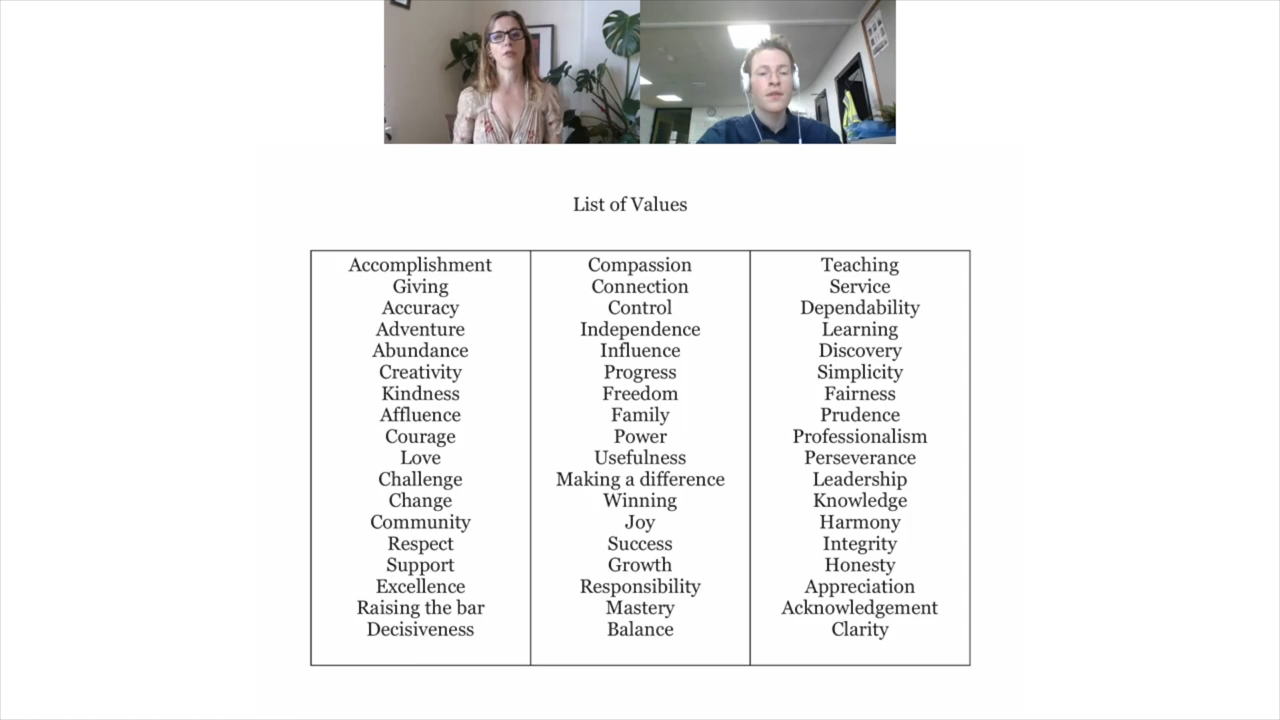 List of Values
Accomplishment
Giving
Accuracy
Adventure
Abundance
Creativity
Kindness
Affluence
Courage
Love
Challenge
Change
Community
Respect
Support
Excellence
Raising the bar
Decisiveness
Compassion
Connection
Control
Independence
Influence
Progress
Freedom
Family
Power
Usefulness
Making a difference
Winning
Joy
Success
Growth
Responsibility
Mastery
Balance
Teaching
Service
Dependability
Learning
Discovery
Simplicity
Fairness
Prudence
Professionalism
Perseverance
Leadership
Knowledge
Harmony
Integrity
Honesty
Appreciation
Acknowledgement
Clarity